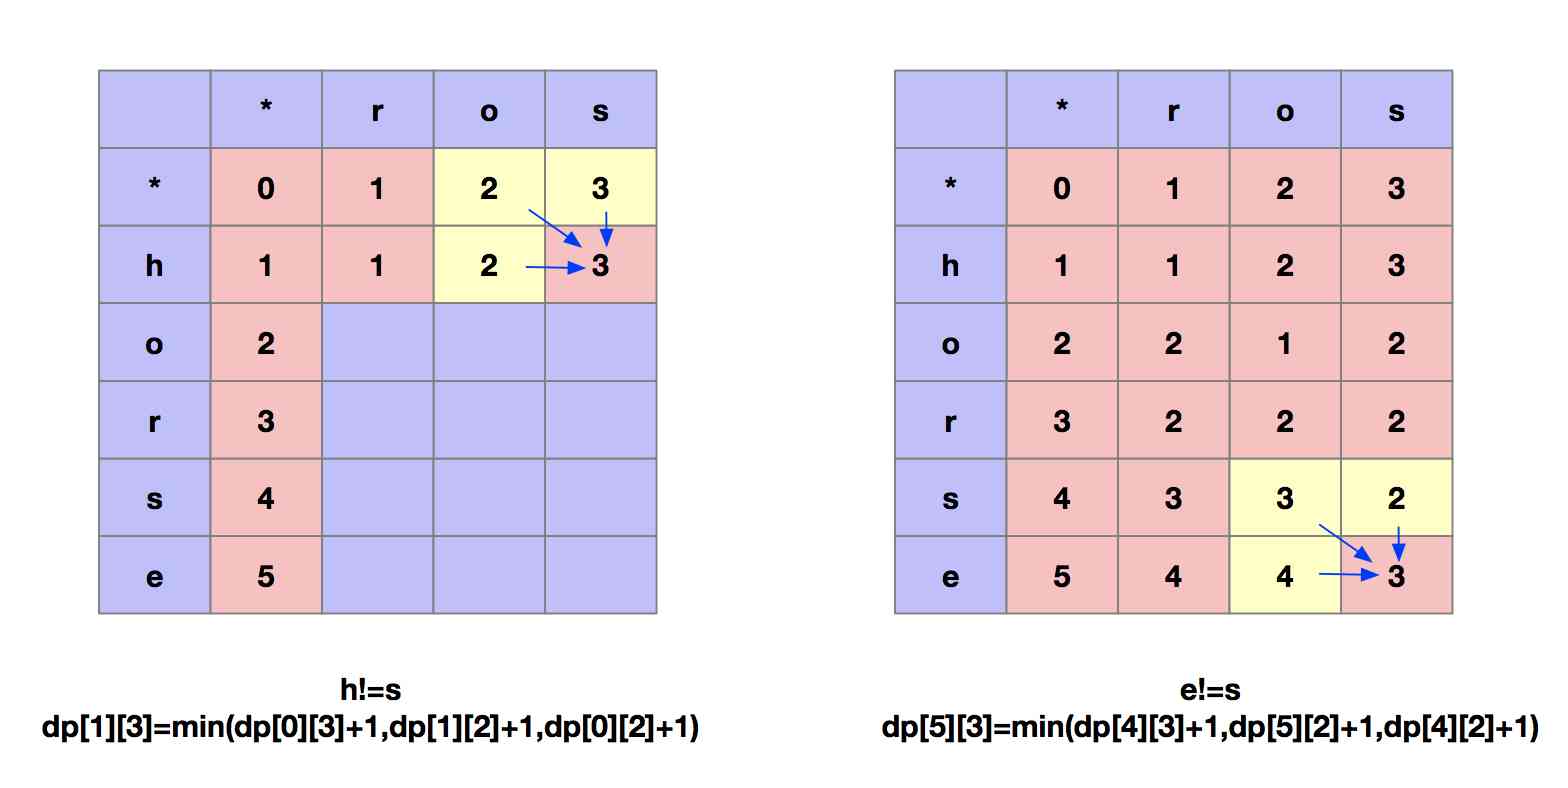 * r o s
* 0 1 2 3
h 1 1 2 3
o 2
r 3
s 4
e 5
h!=s
dp[1][3]=min(dp[0][3]+1,dp[1][2]+1,dp[0][2]+1)
* r o s
* 0 1 2 3
h 1 1 2 3
o 2 2 1 2
r 3 2 2 2
s 4 3 3 2
e 5 4 4 3
e!=s
dp[5][3]=min(dp[4][3]+1,dp[5][2]+1,dp[4][2]+1)